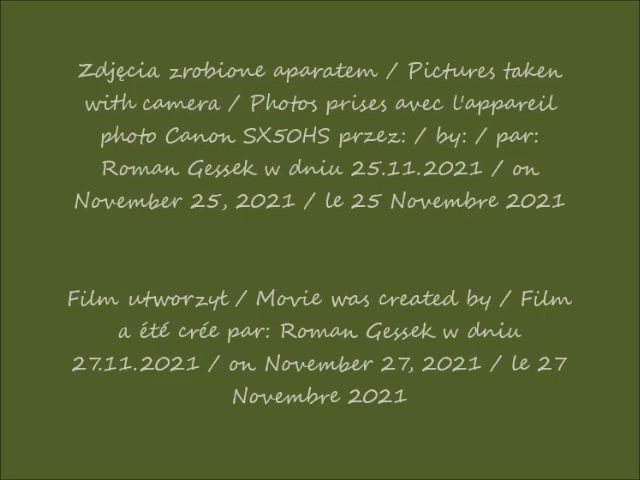 Zdjęcia zrobione aparatem / Pictures taken
with camera / Photos prises avec l'appareil
photo Canon SX50HS przez: / by: / par:
Roman Gessek w dniu 25.11.2021 / on
November 25, 2021 / le 25 Novembre 2021
Film utworzył / Movie was created by / Film
a été crée par: Roman Gessek w dniu
27.11.2021 / on November 27, 2021 / le 27
Novembre 2021